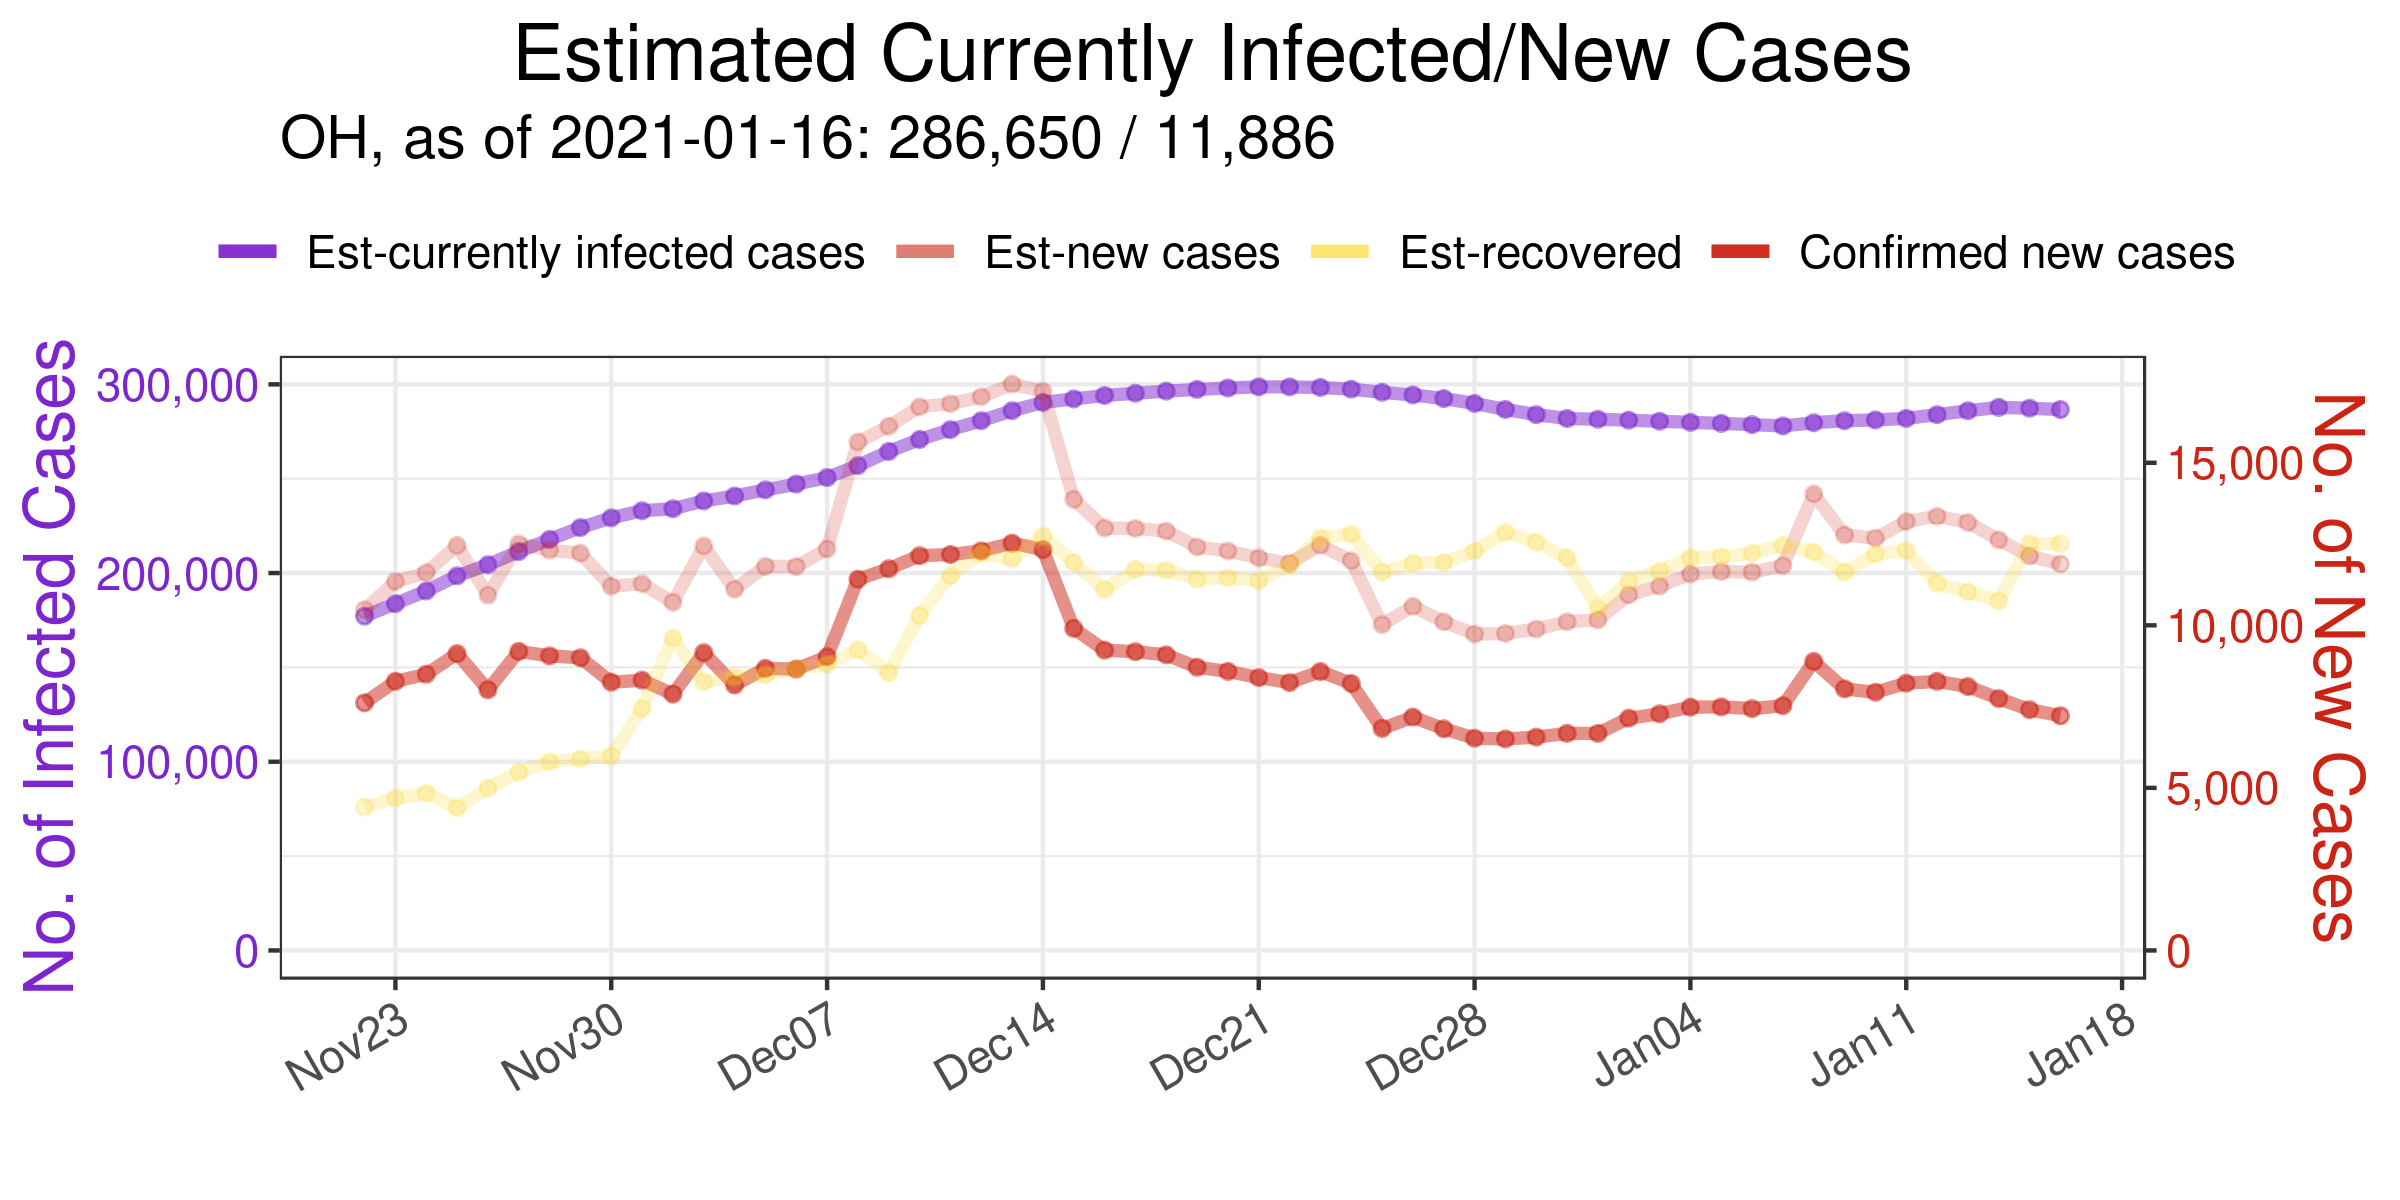 Estimated Currently Infected/New Cases
OH, as of 2021-01-16: 286,650 / 11,886
Est-currently infected cases Est-new cases Est-recovered Confirmed new cases
No. of Infected Cases
300,000
200,000
100,000
0
15,000
10,000
5,000
0
No. of New Cases
Nov23 Nov30 Dec07 Dec14 Dec21 Dec28 Jan04 Jan11 Jan18